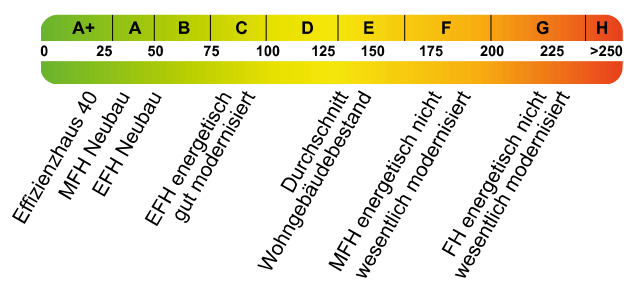 A+ A B C D E F G H
0 25 50 75 100 125 150 175 200 225 >250
Effizienzhaus 40
MFH Neubau
EFH Neubau
EFH energetisch
gut modernisiert
Durchschnitt
Wohngebäudebestand
MFH energetisch nicht
wesentlich modernisiert
FH energetisch nicht
wesentlich modernisiert